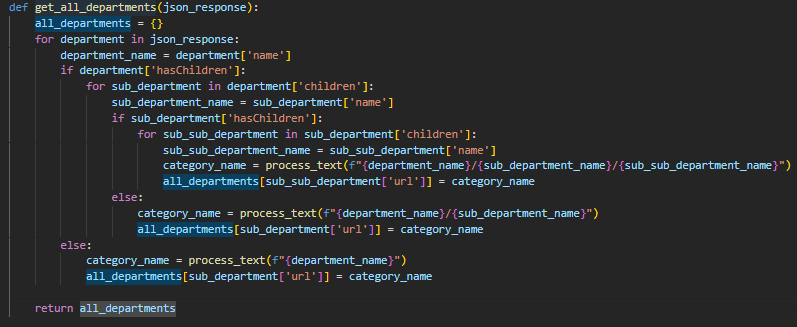 def get_all_departments(json_response):
    all_departments = {}
    for department in json_response:
        department_name = department['name']
        if department['hasChildren']:
            for sub_department in department['children']:
                sub_department_name = sub_department['name']
                if sub_department['hasChildren']:
                    for sub_sub_department in sub_department['children']:
                        sub_sub_department_name = sub_sub_department['name']
                        category_name = process_text(f"{department_name}/{sub_department_name}/{sub_sub_department_name}")
                        all_departments[sub_sub_department['url']] = category_name
                else:
                    category_name = process_text(f"{department_name}/{sub_department_name}")
                    all_departments[sub_department['url']] = category_name
        else:
            category_name = process_text(f"{department_name}")
            all_departments[sub_department['url']] = category_name
    return all_departments